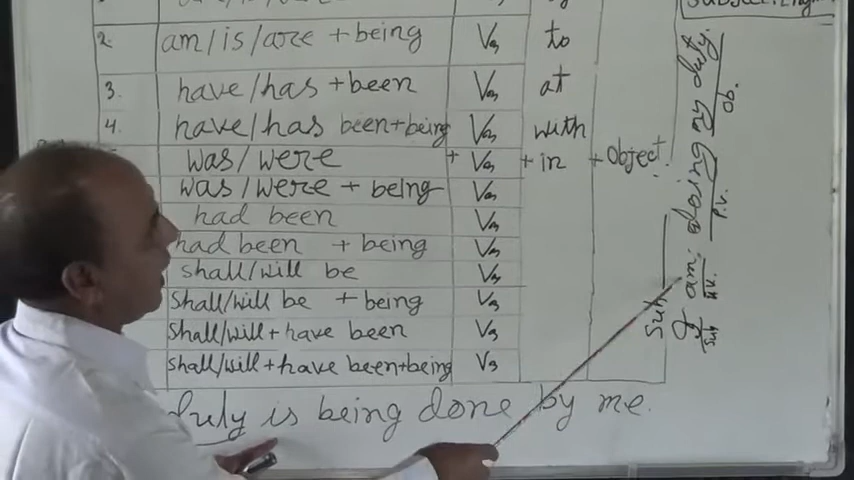 2. am/is/are + being V₃ to
3. have/has + been V₃ at
4. have/has been + being V₃ with
was/were + V₃ + in + Object
was/were + being V₃
had been V₃
had been + being V₃
shall/will be V₃
shall/will be + being V₃
shall/will + have been V₃
shall/will + have been + being V₃
duly is being done by me.
Sub
I am doing my duty.
Sub H.V. P.V. Ob.